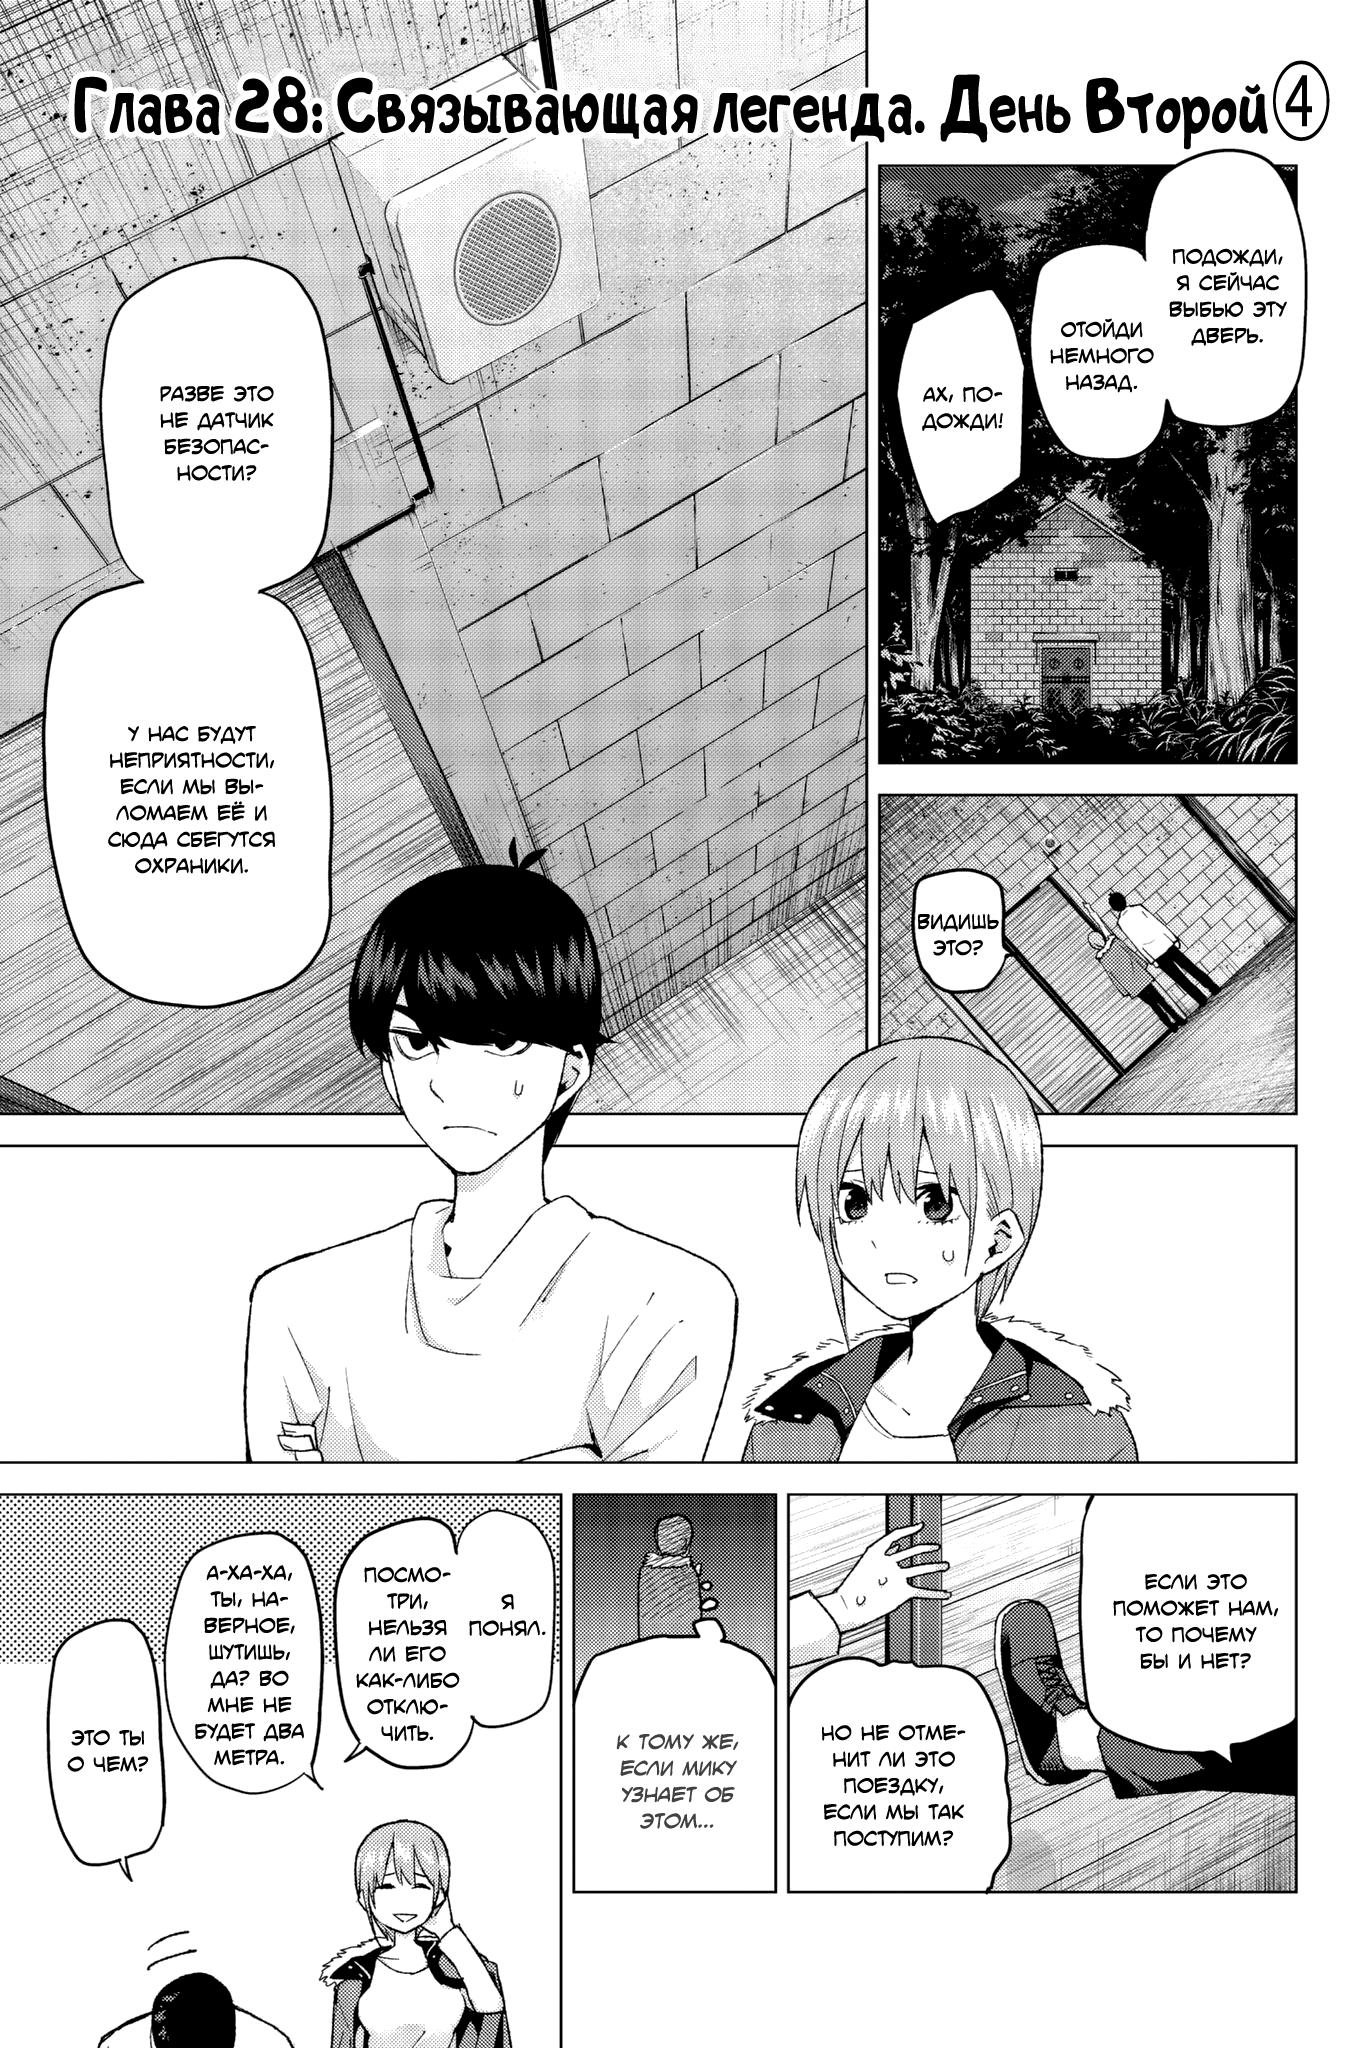 Глава 28: Связывающая легенда. День Второй④
ПОДОЖДИ,
Я СЕЙЧАС
ВЫБЬЮ ЭТУ
ДВЕРЬ.
ОТОЙДИ
НЕМНОГО
НАЗАД.
АХ, ПО-
ДОЖДИ!
ВИДИШЬ
ЭТО?
РАЗВЕ ЭТО
НЕ ДАТЧИК
БЕЗОПАС-
НОСТИ?
У НАС БУДУТ
НЕПРИЯТНОСТИ,
ЕСЛИ МЫ ВЫ-
ЛОМАЕМ ЕЁ И
СЮДА СБЕГУТСЯ
ОХРАНИКИ.
ЕСЛИ ЭТО
ПОМОЖЕТ НАМ,
ТО ПОЧЕМУ
БЫ И НЕТ?
НО НЕ ОТМЕ-
НИТ ЛИ ЭТО
ПОЕЗДКУ,
ЕСЛИ МЫ ТАК
ПОСТУПИМ?
К ТОМУ ЖЕ,
ЕСЛИ МИКУ
УЗНАЕТ ОБ
ЭТОМ...
Я
ПОНЯЛ.
ПОСМО-
ТРИ,
НЕЛЬЗЯ
ЛИ ЕГО
КАК-ЛИБО
ОТКЛЮ-
ЧИТЬ.
А-ХА-ХА,
ТЫ, НА-
ВЕРНОЕ,
ШУТИШЬ,
ДА? ВО
МНЕ НЕ
БУДЕТ ДВА
МЕТРА.
ЭТО ТЫ
О ЧЕМ?